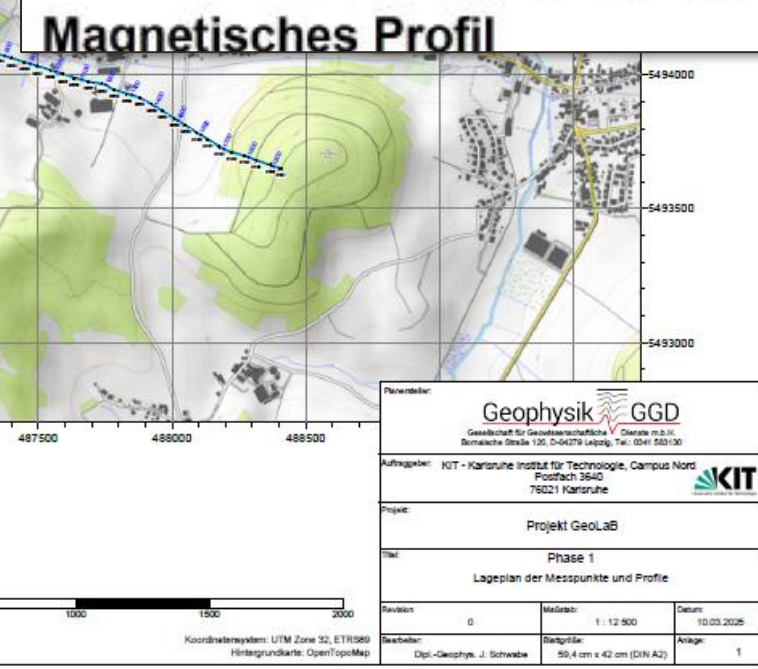 Magnetisches Profil
5494000
5493500
5493000
487500
488000
488500
Planersteller:
Geophysik GGD
Gesellschaft für Geowissenschaftliche Dienste m.b.H.
Bornaische Straße 120, D-04279 Leipzig, Tel.: 0341 583130
Auftraggeber: KIT - Karlsruhe Institut für Technologie, Campus Nord
Postfach 3640
76021 Karlsruhe
KIT
Projekt:
Projekt GeoLaB
Titel:
Phase 1
Lageplan der Messpunkte und Profile
1000
1500
2000
Koordinatensystem: UTM Zone 32, ETRS89
Hintergrundkarte: OpenTopoMap
Revision
0
Maßstab:
1 : 12 500
Datum:
10.03.2025
Bearbeiter:
Dipl.-Geophys. J. Schwabe
Blattgröße:
59,4 cm x 42 cm (DIN A2)
Anlage:
1